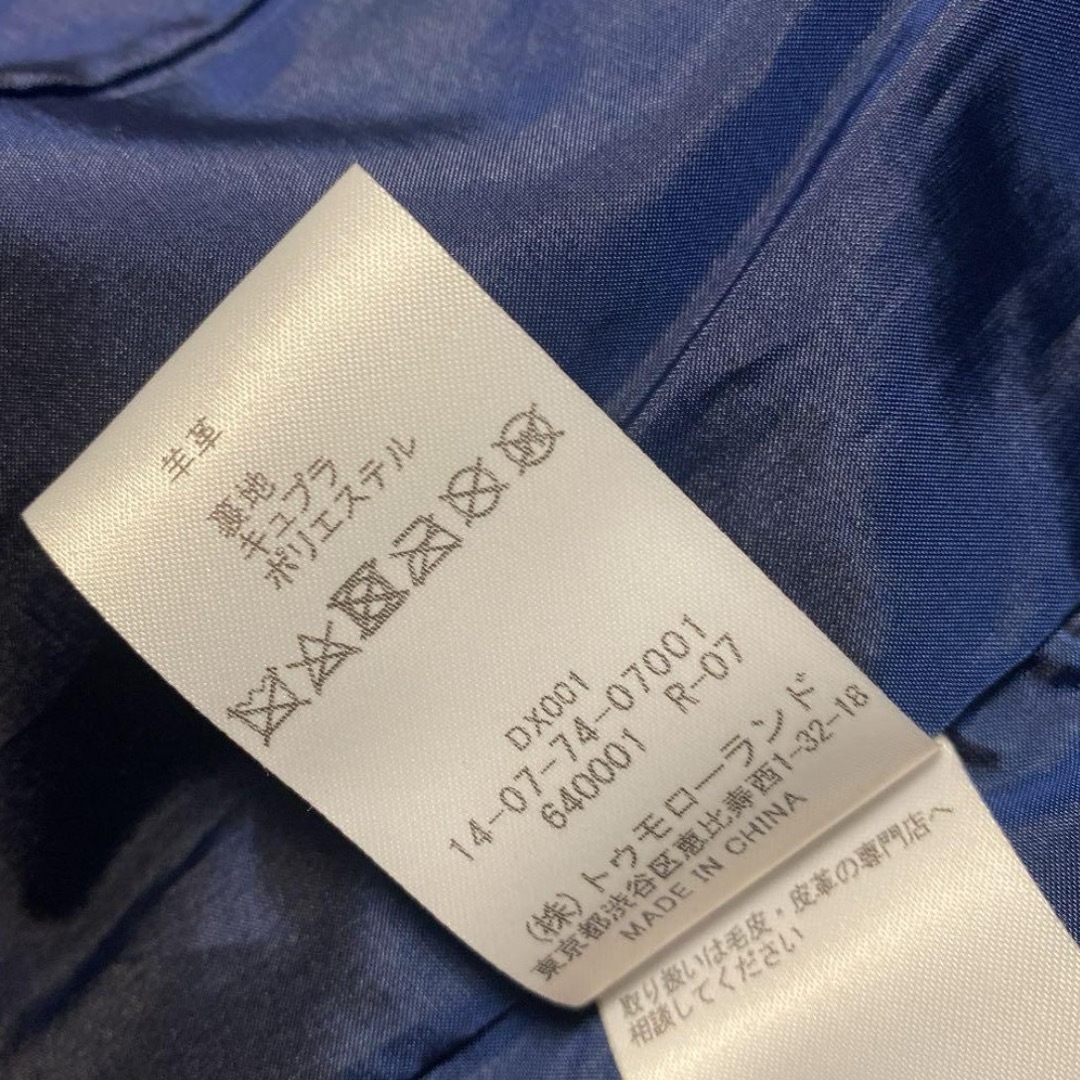 羊革
裏地
キュプラ
ポリエステル
DX001
14-07-74-07001
640001 R-07
(株)トゥモローランド
東京都渋谷区恵比寿西1-32-18
MADE IN CHINA
取り扱いは毛皮・皮革の専門店へ
相談してください